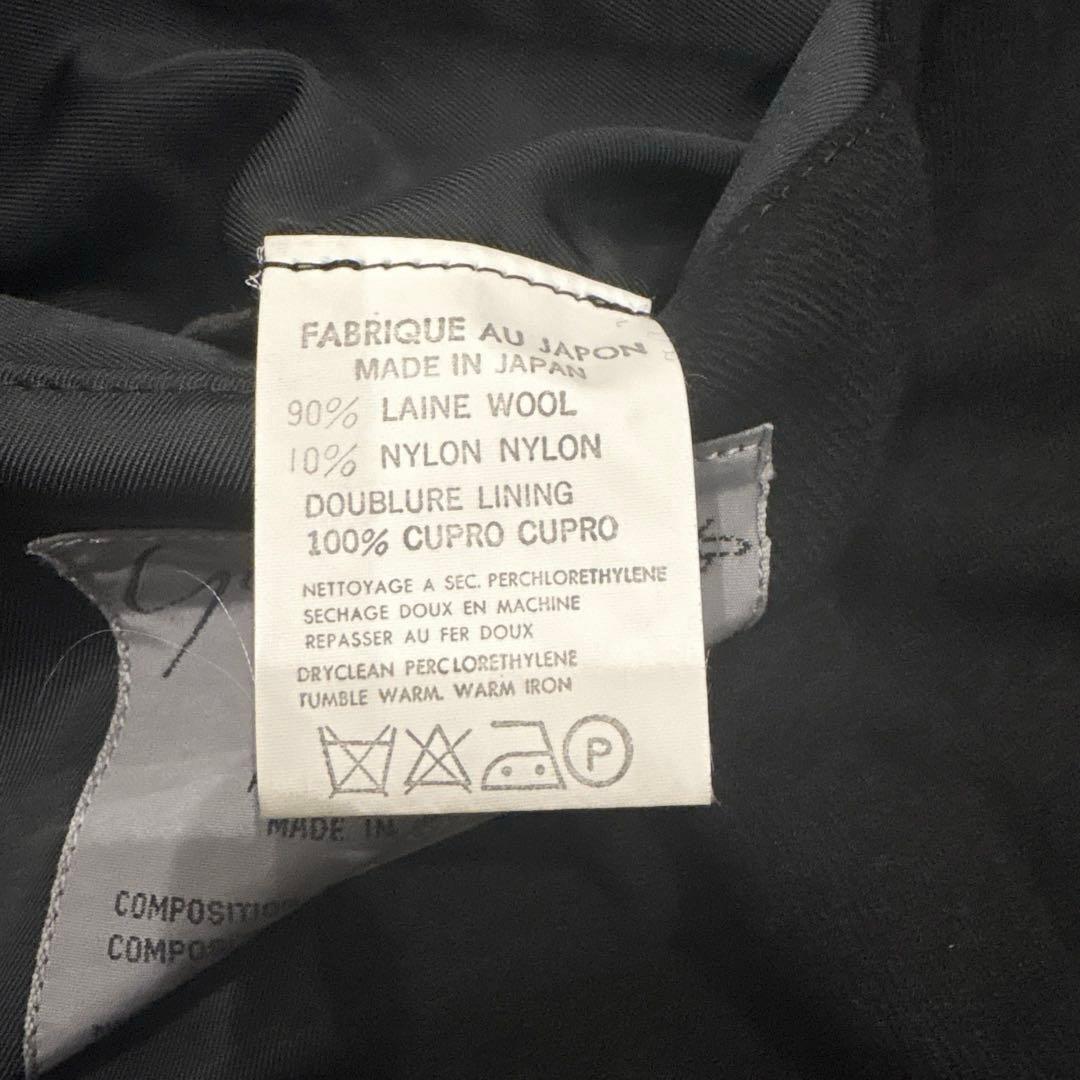 FABRIQUE AU JAPON
MADE IN JAPAN
90% LAINE WOOL
10% NYLON NYLON
DOUBLURE LINING
100% CUPRO CUPRO
NETTOYAGE A SEC. PERCHLORETHYLENE
SECHAGE DOUX EN MACHINE
REPASSER AU FER DOUX
DRYCLEAN PERCLORETHYLENE
TUMBLE WARM. WARM IRON
P
MADE IN